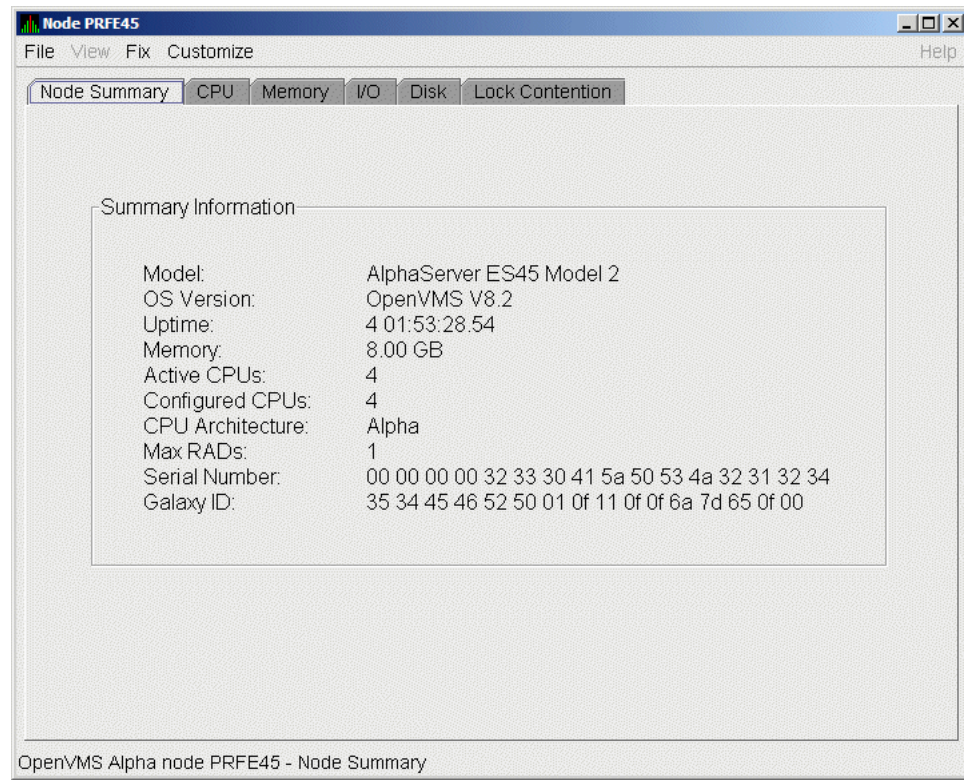 Node PRFE45
File View Fix Customize Help
Node Summary CPU Memory I/O Disk Lock Contention
Summary Information
Model: AlphaServer ES45 Model 2
OS Version: OpenVMS V8.2
Uptime: 4 01:53:28.54
Memory: 8.00 GB
Active CPUs: 4
Configured CPUs: 4
CPU Architecture: Alpha
Max RADs: 1
Serial Number: 00 00 00 00 32 33 30 41 5a 50 53 4a 32 31 32 34
Galaxy ID: 35 34 45 46 52 50 01 0f 11 0f 0f 6a 7d 65 0f 00
OpenVMS Alpha node PRFE45 - Node Summary